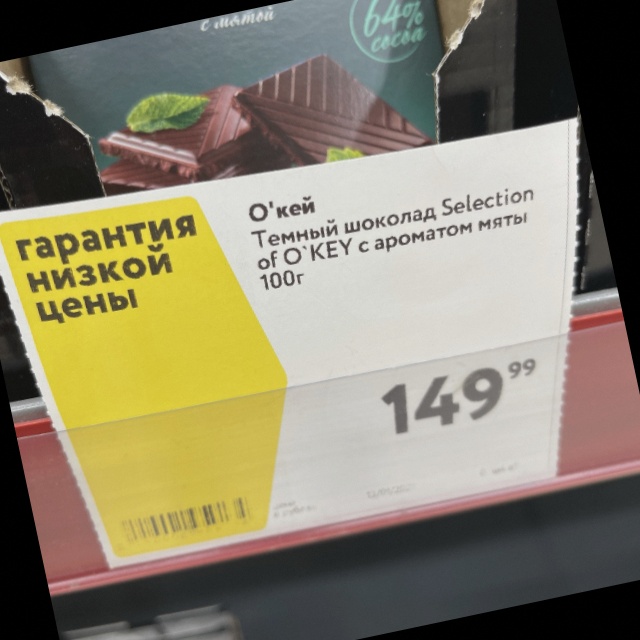 с мятой
64%
cocoa
гарантия
низкой
цены
О'кей
Темный шоколад Selection
of O`KEY с ароматом мяты
100г
149 99